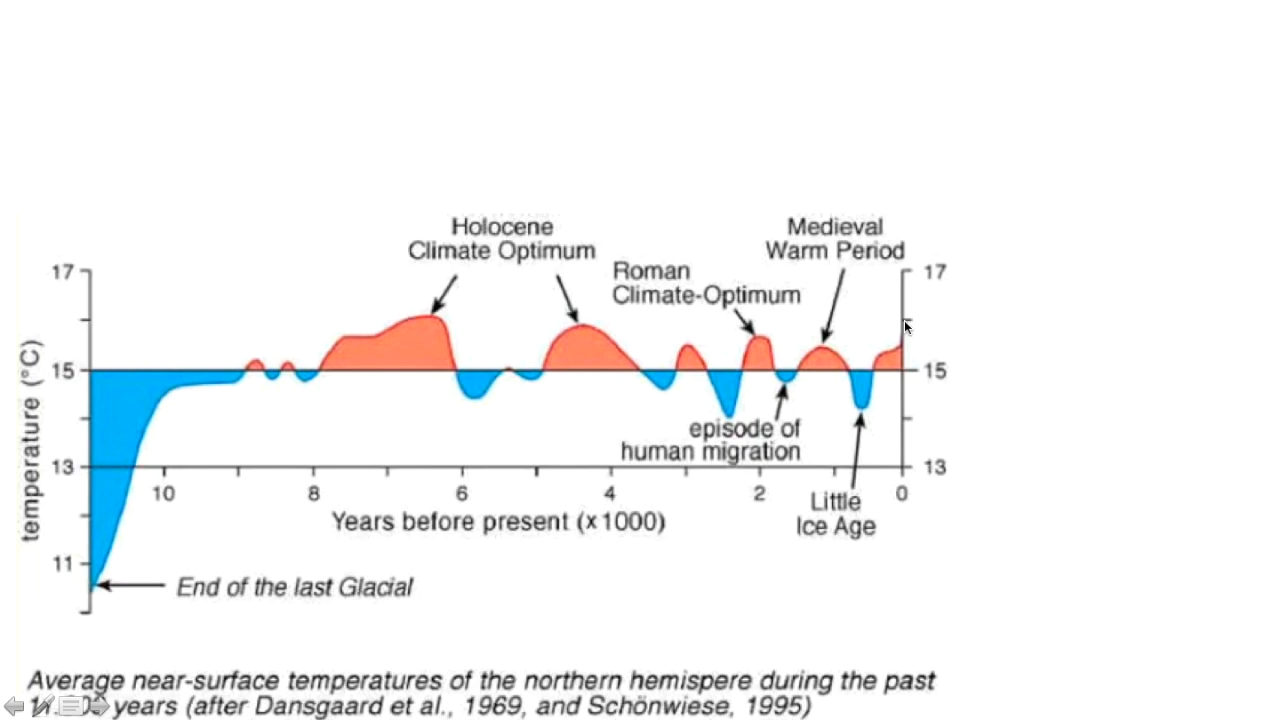 Holocene
Climate Optimum
Medieval
Warm Period
Roman
Climate-Optimum
17
17
temperature (°C)
15
15
episode of
human migration
13
13
10
8
6
4
2
0
Years before present (x1000)
Little
Ice Age
11
End of the last Glacial
Average near-surface temperatures of the northern hemispere during the past
years (after Dansgaard et al., 1969, and Schönwiese, 1995)